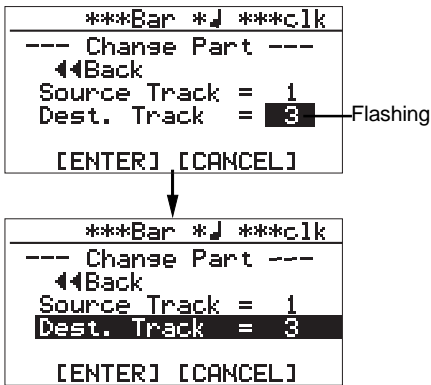 ***Bar *♩ ***clk
--- Change Part ---
◀◀Back
Source Track = 1
Dest. Track = 3
Flashing
[ENTER] [CANCEL]
***Bar *♩ ***clk
--- Change Part ---
◀◀Back
Source Track = 1
Dest. Track = 3
[ENTER] [CANCEL]